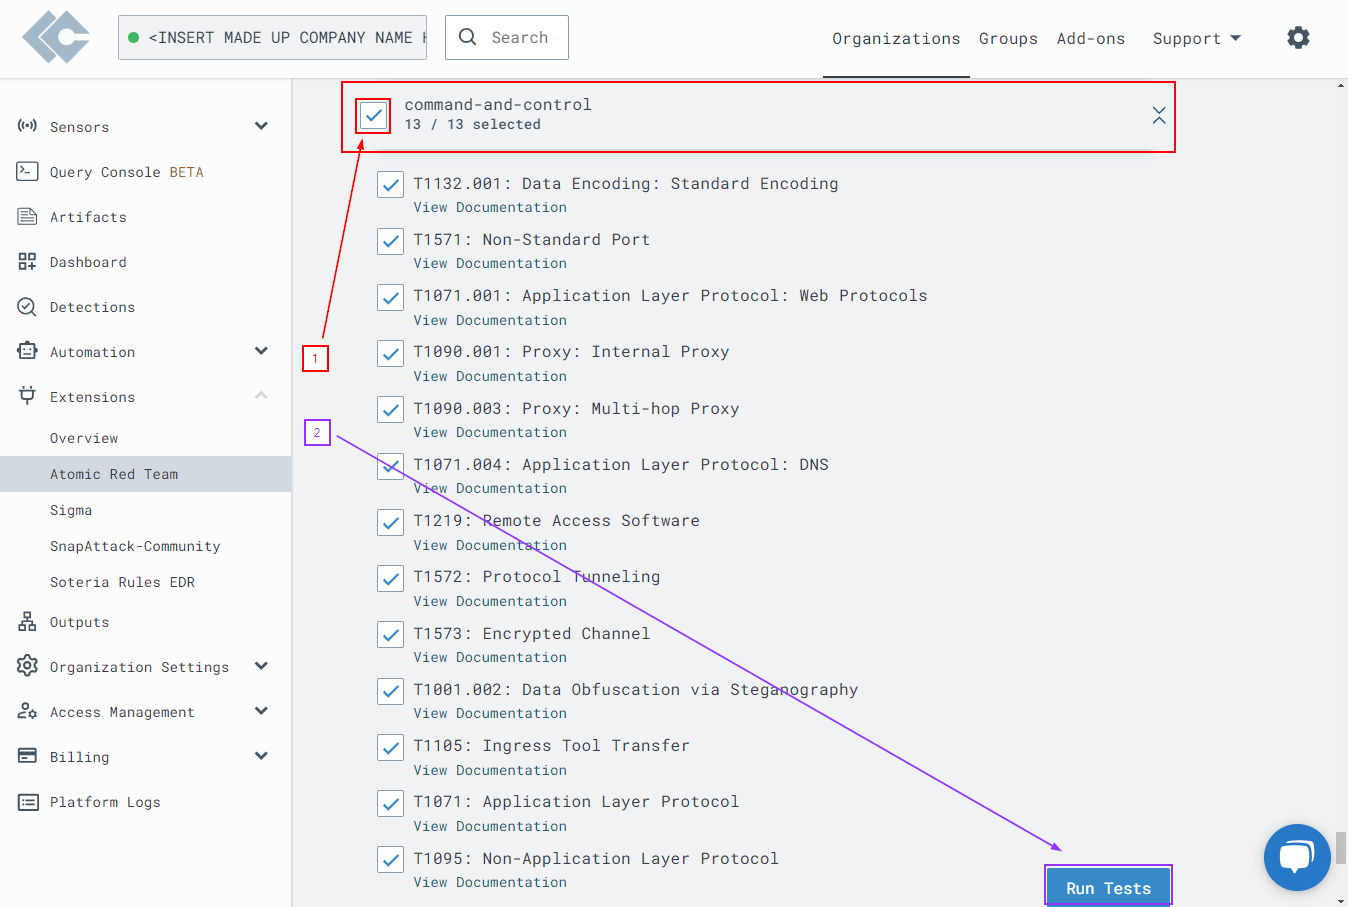 <INSERT MADE UP COMPANY NAME
Search
Organizations
Groups
Add-ons
Support
Sensors
Query Console BETA
Artifacts
Dashboard
Detections
Automation
Extensions
Overview
Atomic Red Team
Sigma
SnapAttack-Community
Soteria Rules EDR
Outputs
Organization Settings
Access Management
Billing
Platform Logs
command-and-control
13 / 13 selected
T1132.001: Data Encoding: Standard Encoding
View Documentation
T1571: Non-Standard Port
View Documentation
T1071.001: Application Layer Protocol: Web Protocols
View Documentation
1
T1090.001: Proxy: Internal Proxy
View Documentation
T1090.003: Proxy: Multi-hop Proxy
View Documentation
2
T1071.004: Application Layer Protocol: DNS
View Documentation
T1219: Remote Access Software
View Documentation
T1572: Protocol Tunneling
View Documentation
T1573: Encrypted Channel
View Documentation
T1001.002: Data Obfuscation via Steganography
View Documentation
T1105: Ingress Tool Transfer
View Documentation
T1071: Application Layer Protocol
View Documentation
T1095: Non-Application Layer Protocol
View Documentation
Run Tests